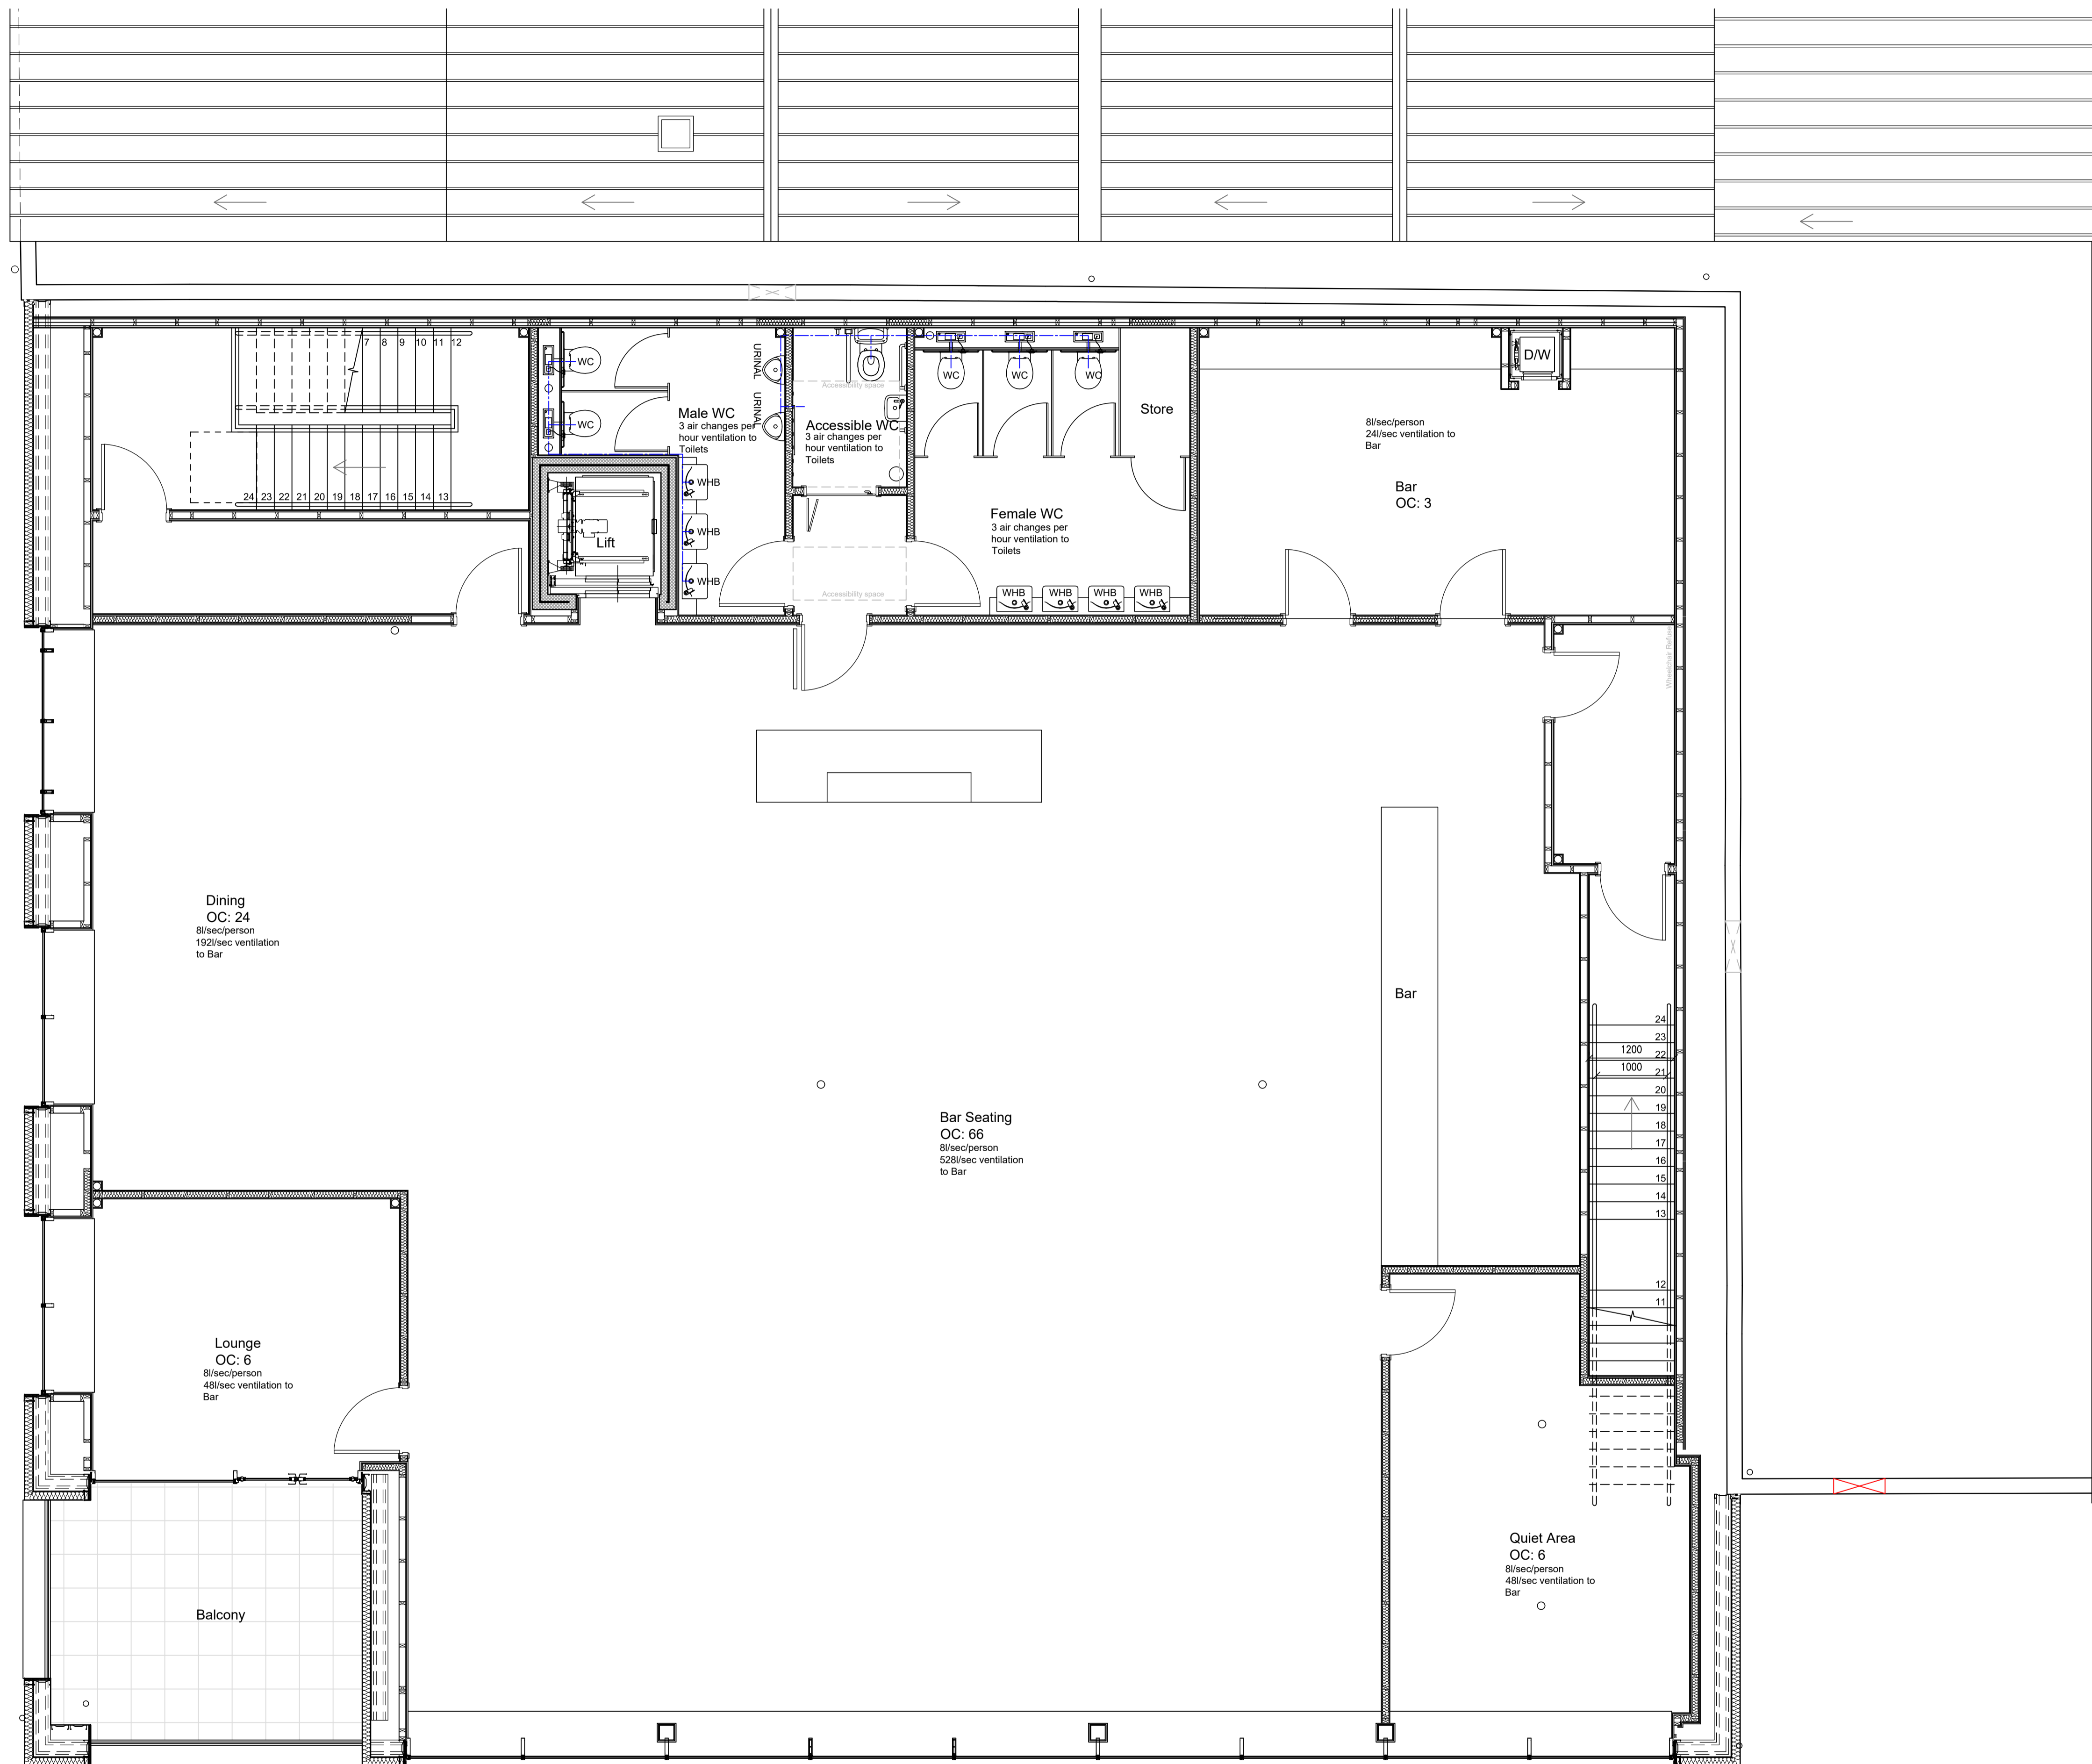 7 8 9 10 11 12
24 23 22 21 20 19 18 17 16 15 14 13
WC
WC
URINAL
URINAL
Male WC
3 air changes per
hour ventilation to
Toilets
WHB
WHB
WHB
Lift
Accessibility space
Accessible WC
3 air changes per
hour ventilation to
Toilets
Accessibility space
WC
WC
WC
Store
Female WC
3 air changes per
hour ventilation to
Toilets
WHB
WHB
WHB
WHB
D/W
8l/sec/person
24l/sec ventilation to
Bar
Bar
OC: 3
Wheelchair Refuge
Dining
OC: 24
8l/sec/person
192l/sec ventilation
to Bar
Bar
24
23
1200
22
1000
21
20
19
18
17
16
15
14
13
12
11
Bar Seating
OC: 66
8l/sec/person
528l/sec ventilation
to Bar
Lounge
OC: 6
8l/sec/person
48l/sec ventilation to
Bar
Quiet Area
OC: 6
8l/sec/person
48l/sec ventilation to
Bar
Balcony